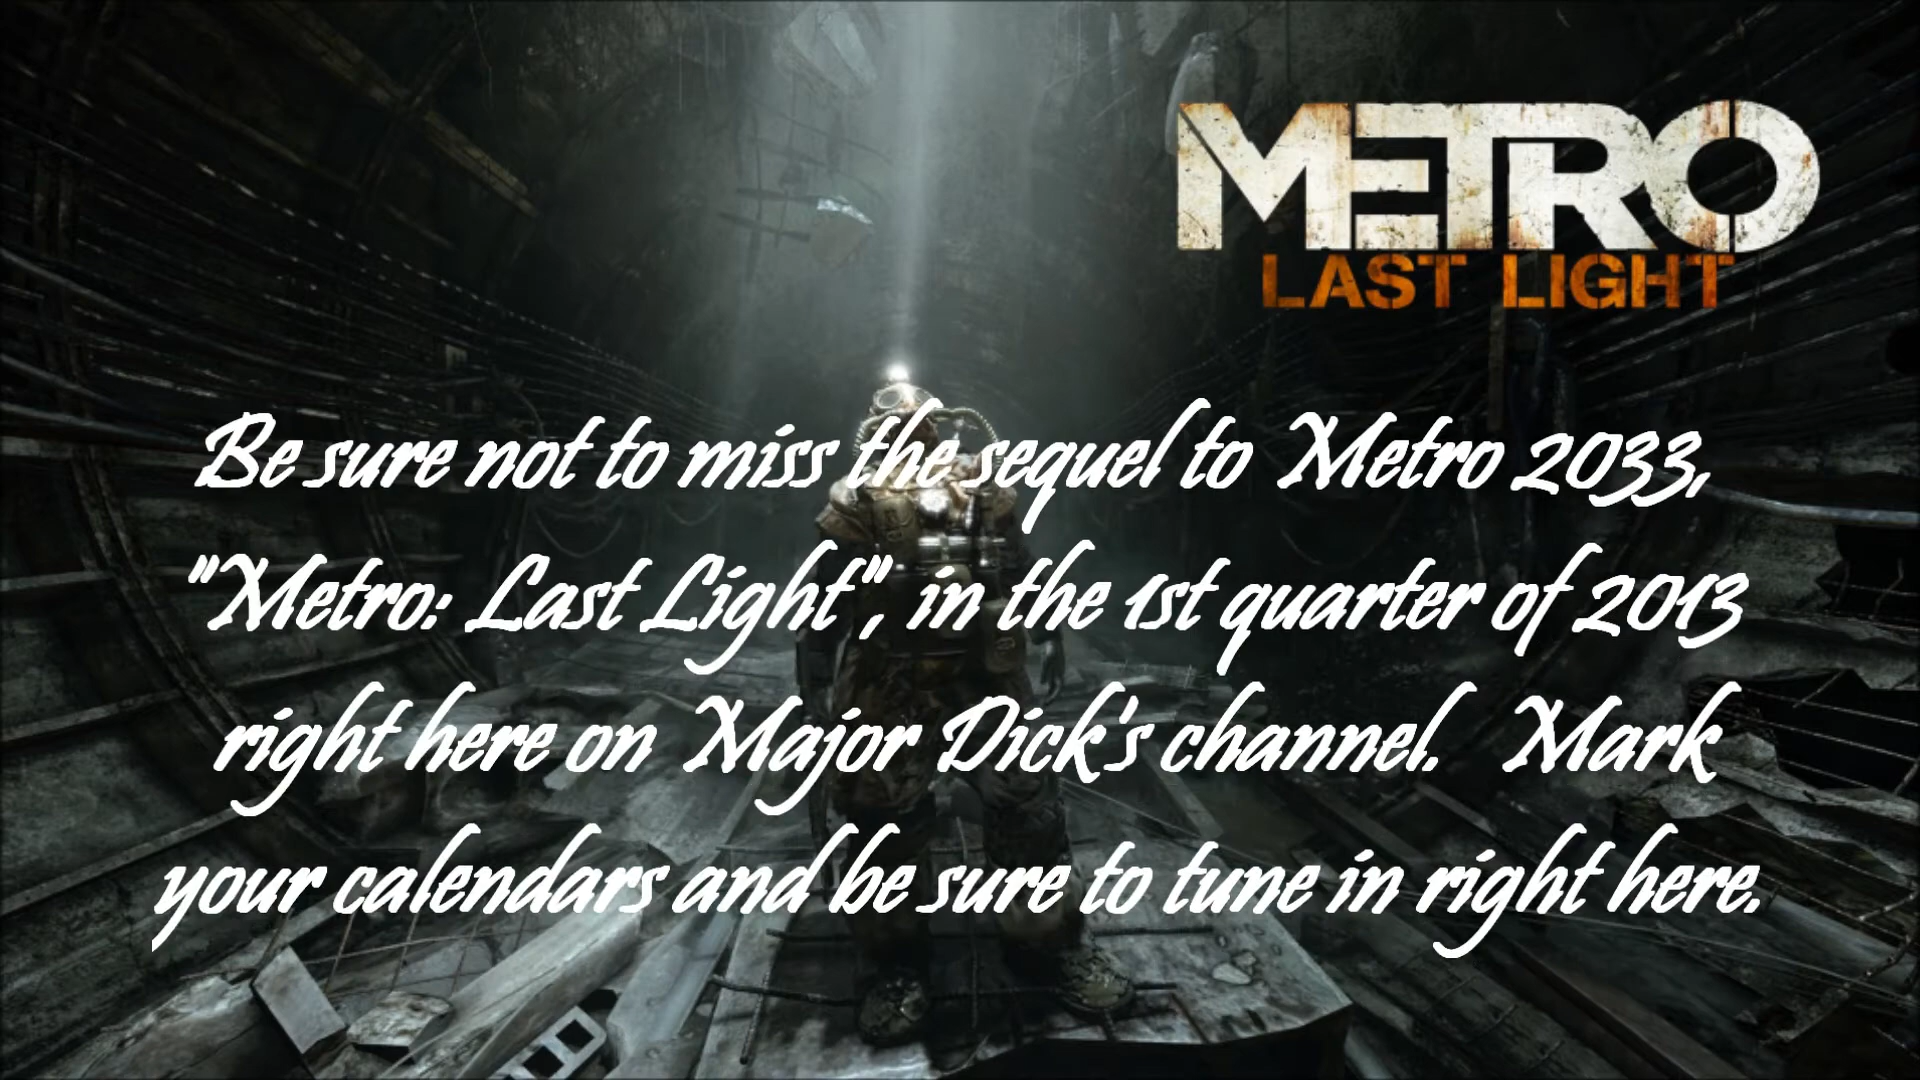 METRO
LAST LIGHT
Be sure not to miss the sequel to Metro 2033,
"Metro: Last Light", in the 1st quarter of 2013
right here on Major Dick's channel. Mark
your calendars and be sure to tune in right here.